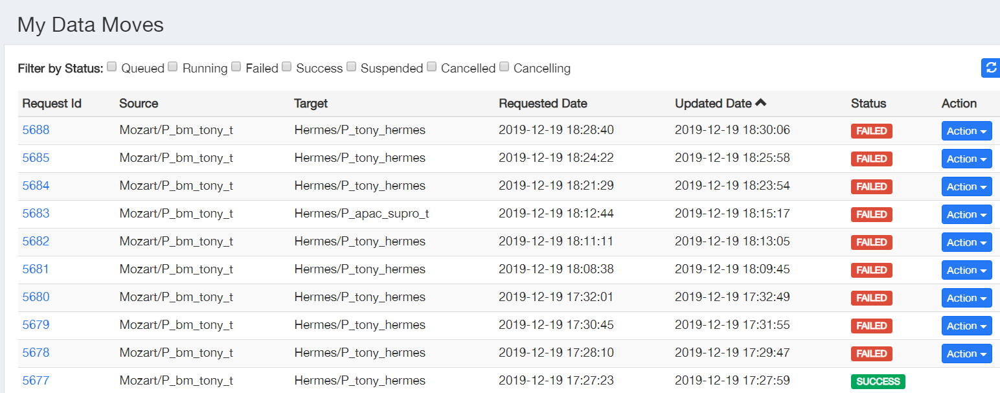 My Data Moves
Filter by Status: Queued Running Failed Success Suspended Cancelled Cancelling
Request Id Source Target Requested Date Updated Date Status Action
5688 Mozart/P_bm_tony_t Hermes/P_tony_hermes 2019-12-19 18:28:40 2019-12-19 18:30:06 FAILED Action
5685 Mozart/P_bm_tony_t Hermes/P_tony_hermes 2019-12-19 18:24:22 2019-12-19 18:25:58 FAILED Action
5684 Mozart/P_bm_tony_t Hermes/P_tony_hermes 2019-12-19 18:21:29 2019-12-19 18:23:54 FAILED Action
5683 Mozart/P_bm_tony_t Hermes/P_apac_supro_t 2019-12-19 18:12:44 2019-12-19 18:15:17 FAILED Action
5682 Mozart/P_bm_tony_t Hermes/P_tony_hermes 2019-12-19 18:11:11 2019-12-19 18:13:05 FAILED Action
5681 Mozart/P_bm_tony_t Hermes/P_tony_hermes 2019-12-19 18:08:38 2019-12-19 18:09:45 FAILED Action
5680 Mozart/P_bm_tony_t Hermes/P_tony_hermes 2019-12-19 17:32:01 2019-12-19 17:32:49 FAILED Action
5679 Mozart/P_bm_tony_t Hermes/P_tony_hermes 2019-12-19 17:30:45 2019-12-19 17:31:55 FAILED Action
5678 Mozart/P_bm_tony_t Hermes/P_tony_hermes 2019-12-19 17:28:10 2019-12-19 17:29:47 FAILED Action
5677 Mozart/P_bm_tony_t Hermes/P_tony_hermes 2019-12-19 17:27:23 2019-12-19 17:27:59 SUCCESS